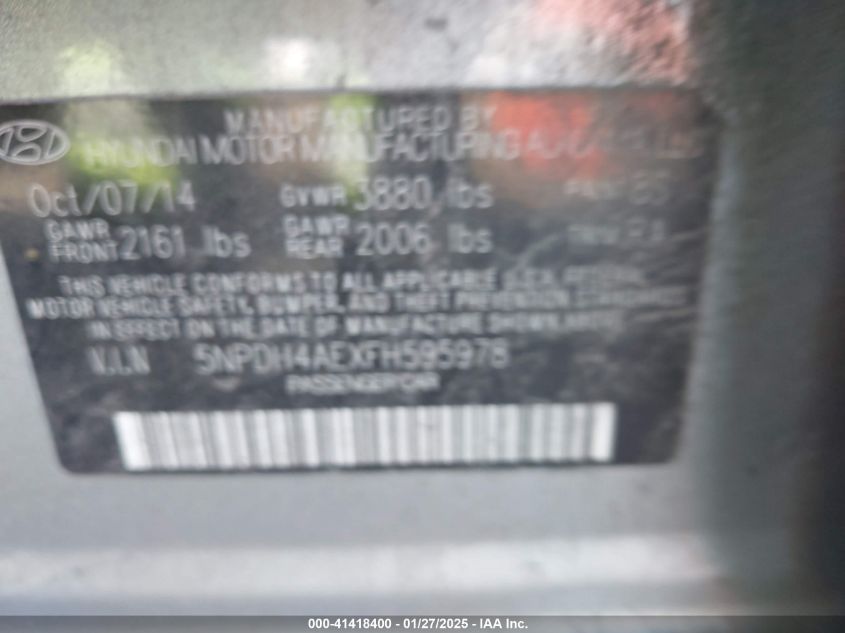 MANUFACTURED BY
HYUNDAI MOTOR MANUFACTURING
Oct/07/14 GVWR 3880 lbs
GAWR FRONT 2161 lbs GAWR REAR 2006 lbs
THIS VEHICLE CONFORMS TO ALL APPLICABLE U.S.A. FEDERAL
MOTOR VEHICLE SAFETY, BUMPER, AND THEFT PREVENTION STANDARDS
IN EFFECT ON THE DATE OF MANUFACTURE SHOWN ABOVE.
V.I.N 5NPDH4AEXFH595978
PASSENGER CAR
000-41418400 - 01/27/2025 - IAA Inc.